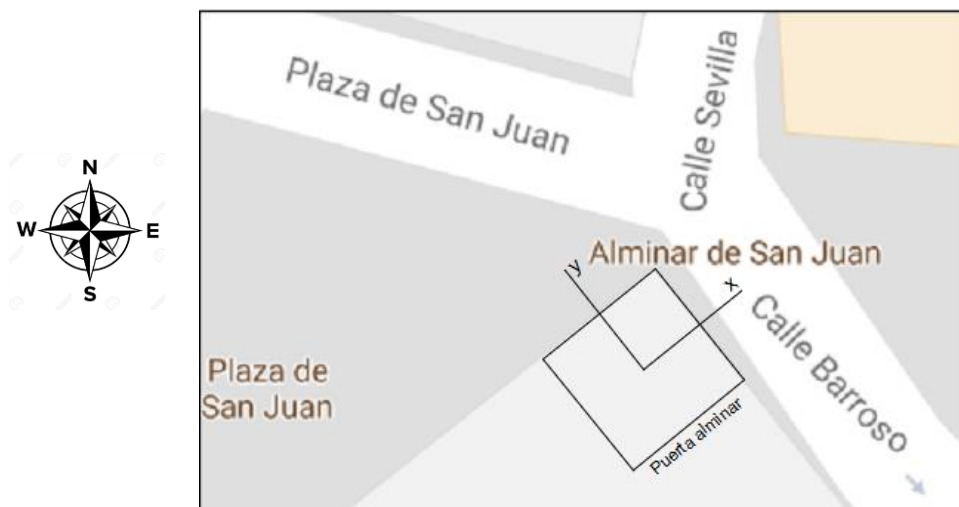 N
W E
S
Plaza de San Juan
Calle Sevilla
Alminar de San Juan
y
x
Calle Barroso
Plaza de
San Juan
Puerta alminar